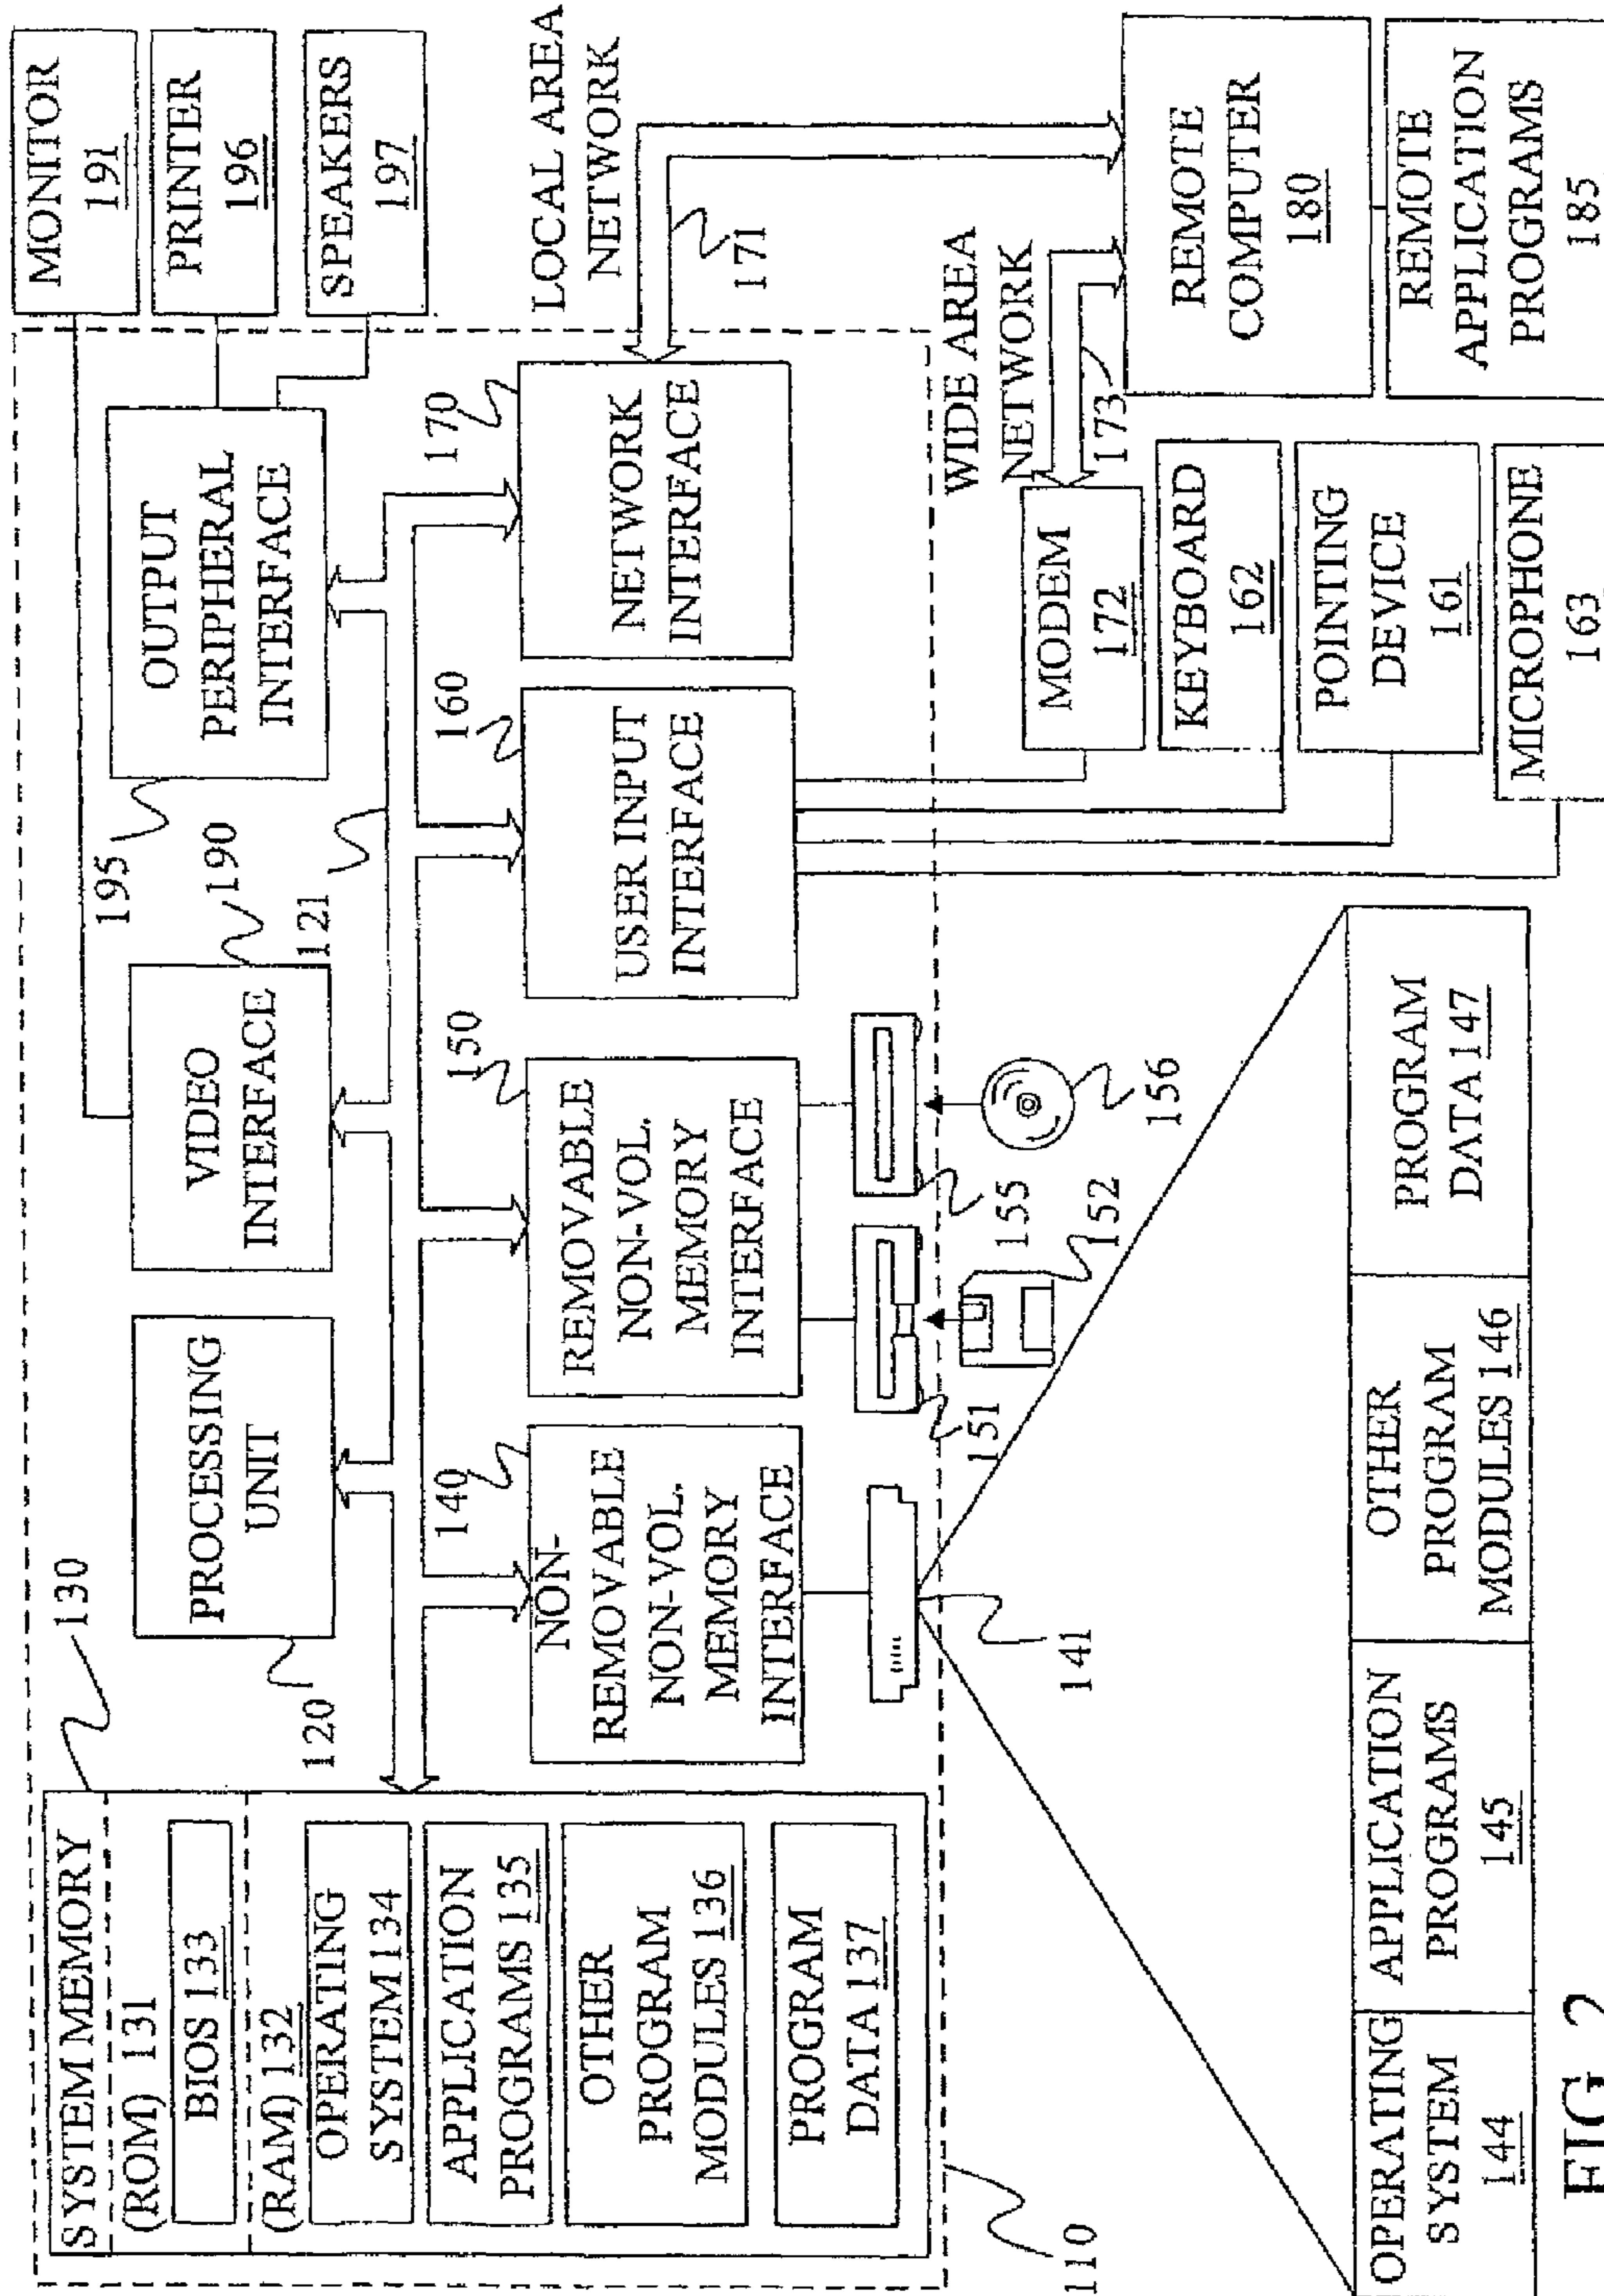 SYSTEM MEMORY
(ROM) 131
BIOS 133
(RAM) 132
OPERATING
SYSTEM 134
APPLICATION
PROGRAMS 135
OTHER
PROGRAM
MODULES 136
PROGRAM
DATA 137
130
120
PROCESSING
UNIT
VIDEO
INTERFACE
190
121
195
OUTPUT
PERIPHERAL
INTERFACE
MONITOR
191
PRINTER
196
SPEAKERS
197
140
NON-
REMOVABLE
NON-VOL.
MEMORY
INTERFACE
150
REMOVABLE
NON-VOL.
MEMORY
INTERFACE
160
USER INPUT
INTERFACE
170
NETWORK
INTERFACE
LOCAL AREA
NETWORK
171
141
151
155
152
156
WIDE AREA
NETWORK
173
MODEM
172
KEYBOARD
162
POINTING
DEVICE
161
MICROPHONE
163
REMOTE
COMPUTER
180
REMOTE
APPLICATION
PROGRAMS
185
110
OPERATING
SYSTEM
144
APPLICATION
PROGRAMS
145
OTHER
PROGRAM
MODULES 146
PROGRAM
DATA 147
FIG 2